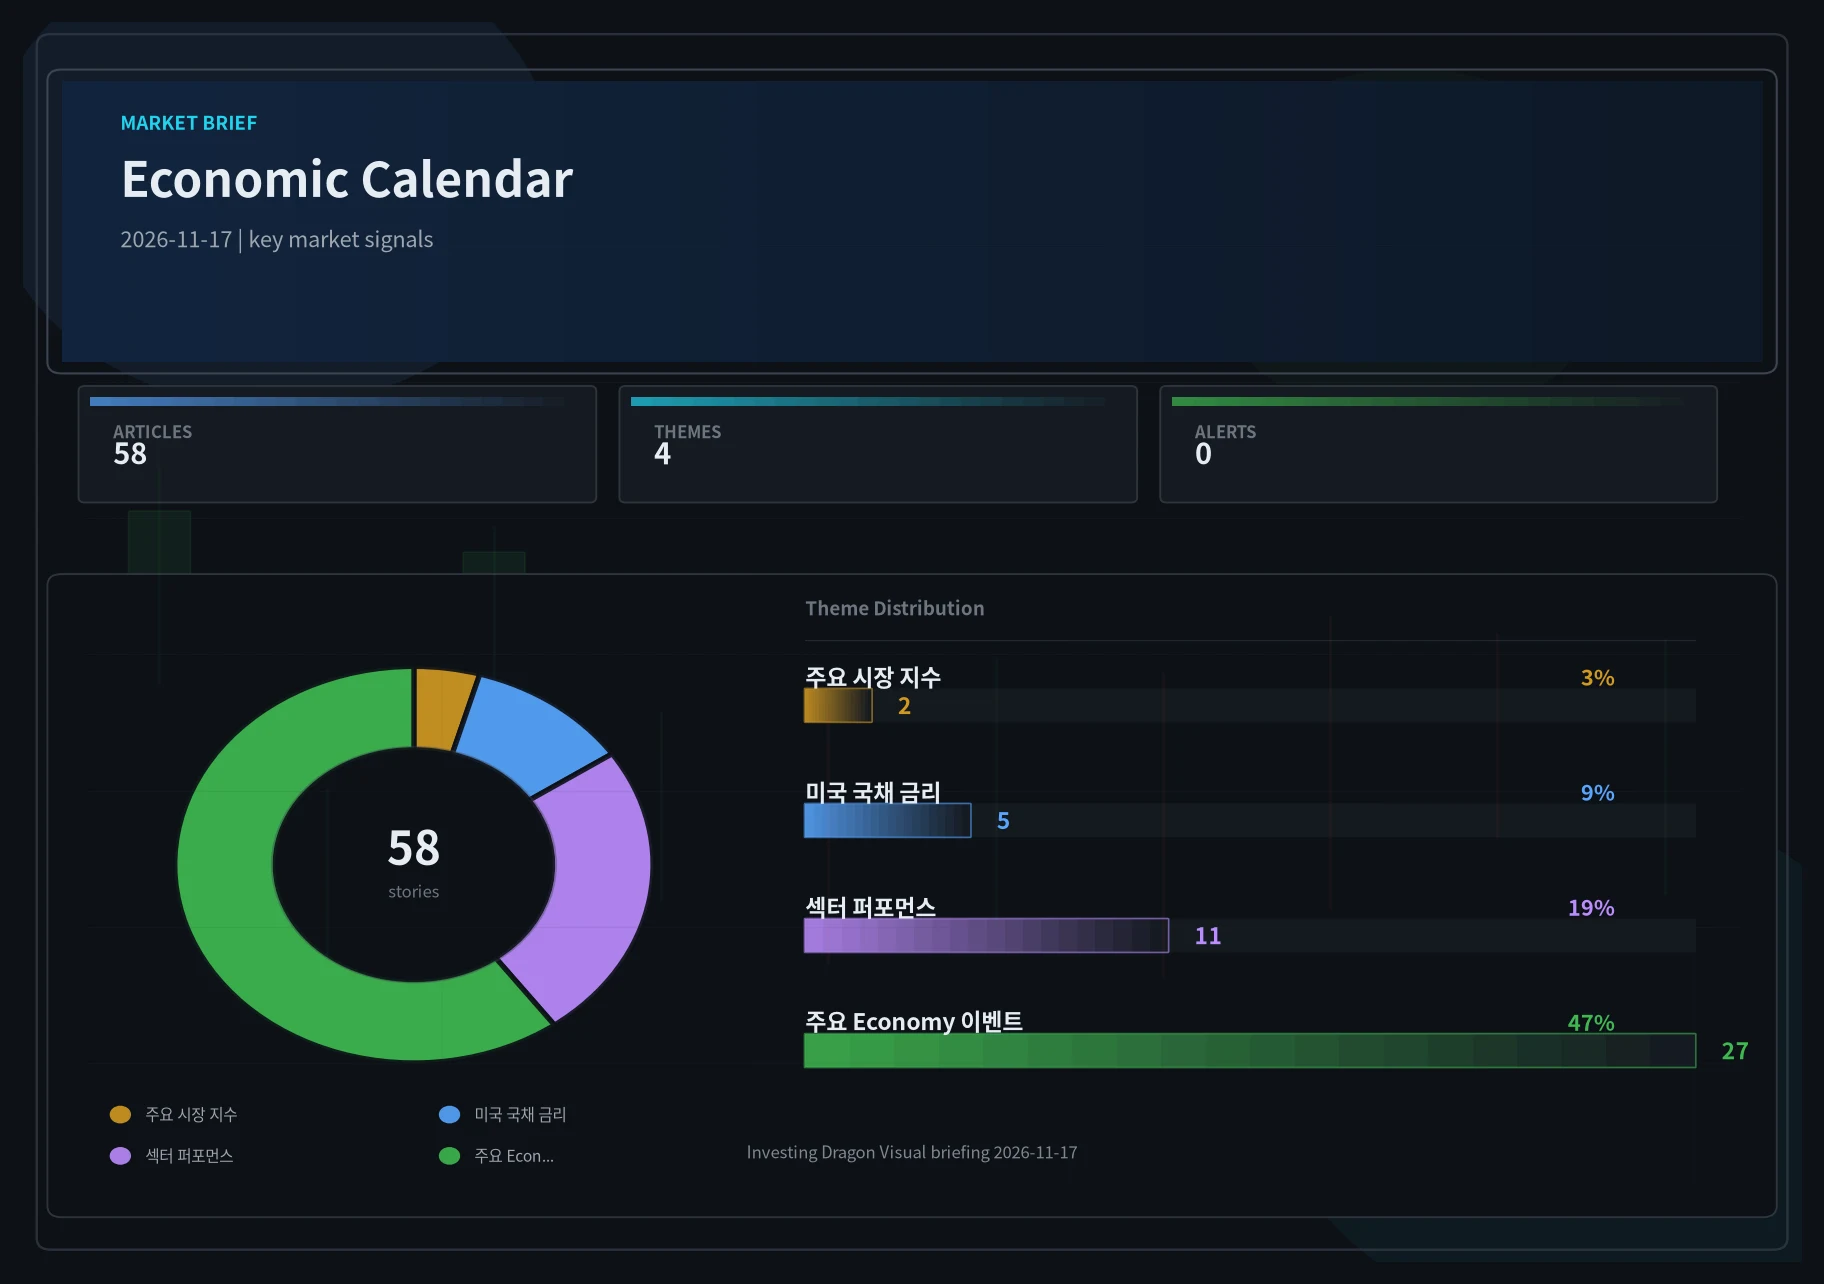 MARKET BRIEF
Economic Calendar
2026-11-17 | key market signals
ARTICLES
58
THEMES
4
ALERTS
0
58
stories
Theme Distribution
주요 시장 지수 3%
2
미국 국채 금리 9%
5
섹터 퍼포먼스 19%
11
주요 Economy 이벤트 47%
27
주요 시장 지수
미국 국채 금리
섹터 퍼포먼스
주요 Econ...
Investing Dragon Visual briefing 2026-11-17